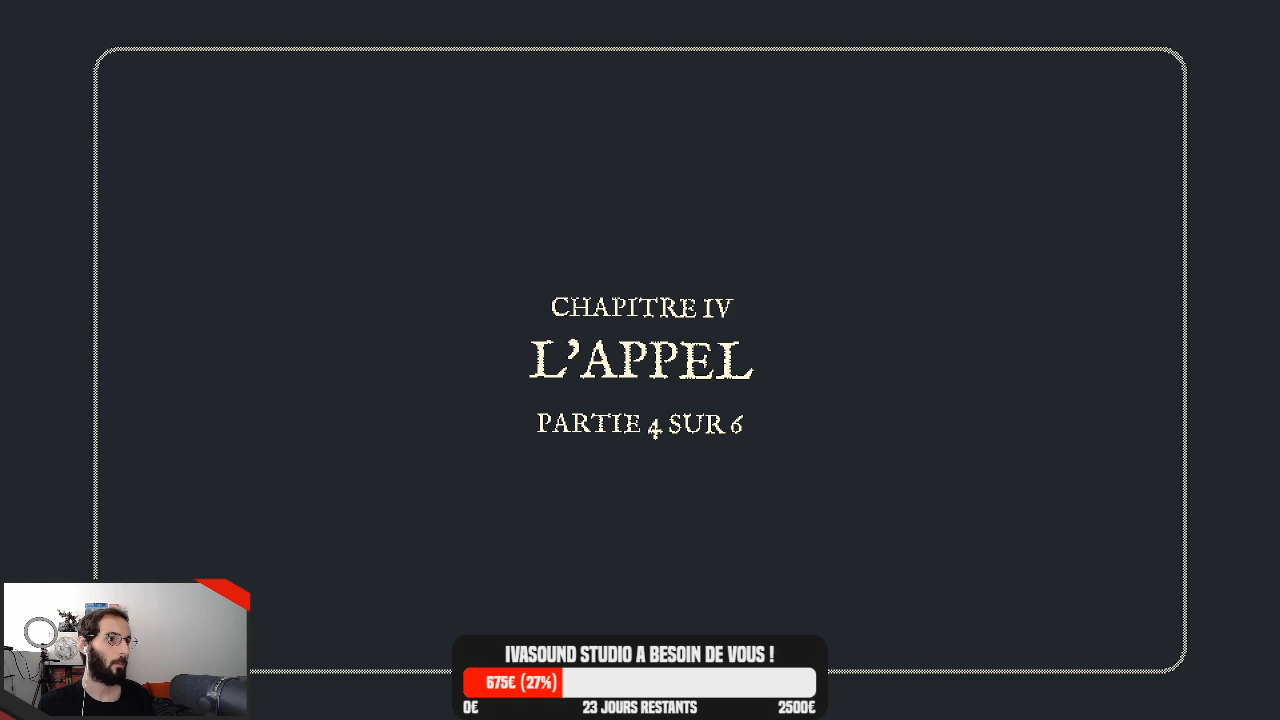 CHAPITRE IV
L'APPEL
PARTIE 4 SUR 6
IVASOUND STUDIO A BESOIN DE VOUS !
675€ (27%)
0€ 23 JOURS RESTANTS 2500€